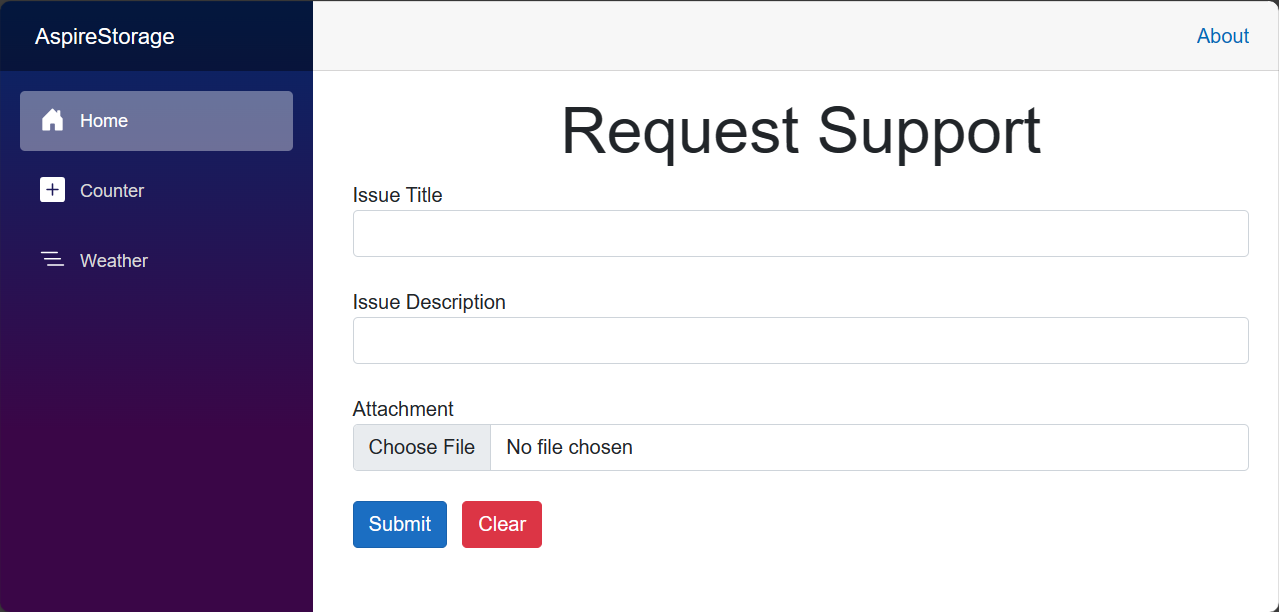 AspireStorage
About
Home
Counter
Weather
Request Support
Issue Title
Issue Description
Attachment
Choose File No file chosen
Submit Clear